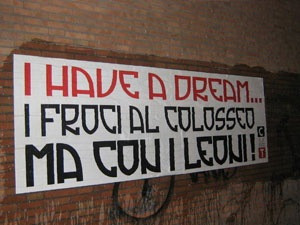 I HAVE A DREAM...
I FROCI AL COLOSSEO
MA CON I LEONI!